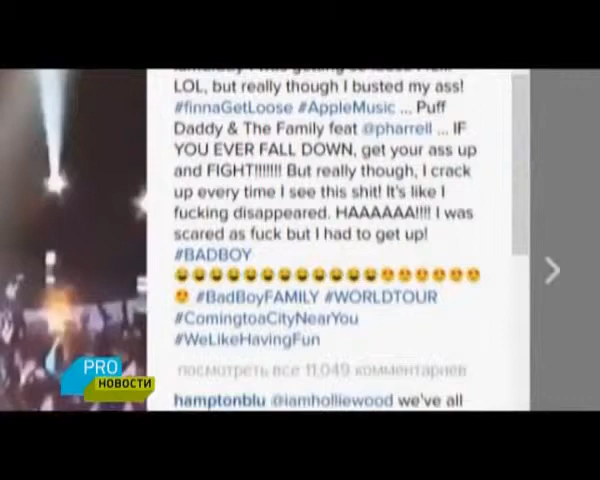 LOL, but really though I busted my ass!
#finnaGetLoose #AppleMusic ... Puff
Daddy & The Family feat @pharrell ... IF
YOU EVER FALL DOWN, get your ass up
and FIGHT!!!!!!! But really though, I crack
up every time I see this shit! It's like I
fucking disappeared. HAAAAAA!!!! I was
scared as fuck but I had to get up!
#BADBOY
😂😂😂😂😂😂😂😂😂😂😂😂😍😍😍😍😍😍
😍 #BadBoyFAMILY #WORLDTOUR
#ComingtoaCityNearYou
#WeLikeHavingFun
посмотреть все 11,049 комментариев
hamptonblu @iamholliewood we've all
PRO
НОВОСТИ